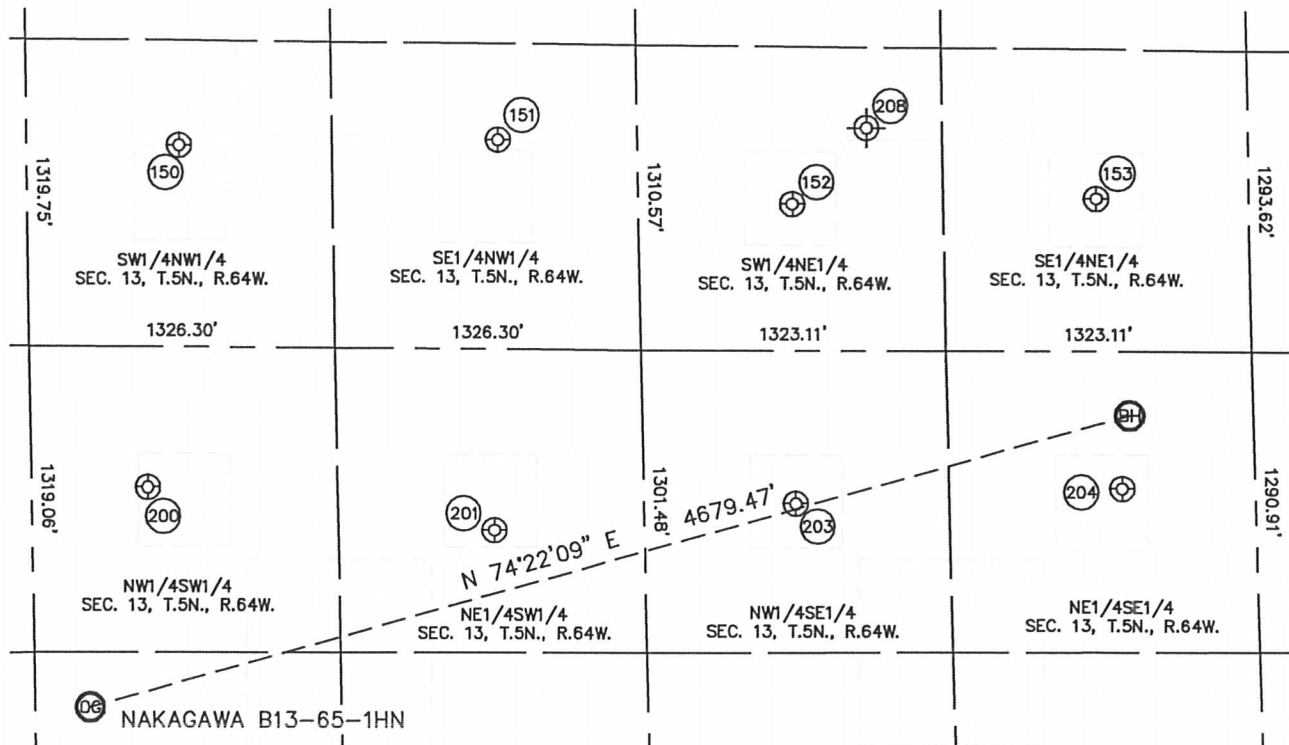 151
208
150
152
153
1319.75'
1310.57'
1293.62'
SW1/4NW1/4
SEC. 13, T.5N., R.64W.
SE1/4NW1/4
SEC. 13, T.5N., R.64W.
SW1/4NE1/4
SEC. 13, T.5N., R.64W.
SE1/4NE1/4
SEC. 13, T.5N., R.64W.
1326.30'
1326.30'
1323.11'
1323.11'
BH
1319.06'
200
201
1301.48'
4679.47'
203
204
1290.91'
N 74°22'09" E
NW1/4SW1/4
SEC. 13, T.5N., R.64W.
NE1/4SW1/4
SEC. 13, T.5N., R.64W.
NW1/4SE1/4
SEC. 13, T.5N., R.64W.
NE1/4SE1/4
SEC. 13, T.5N., R.64W.
OG
NAKAGAWA B13-65-1HN